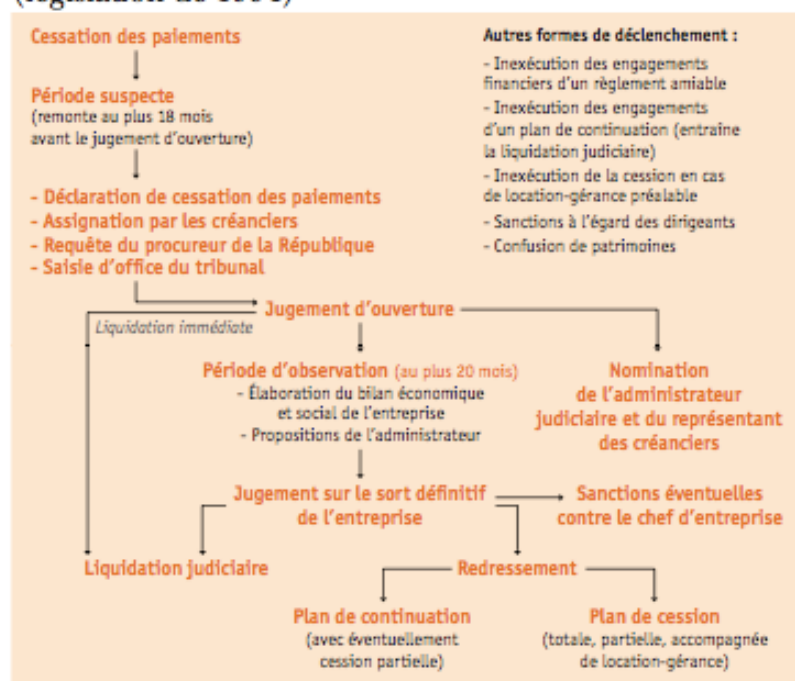 Cessation des paiements
Période suspecte
(remonte au plus 18 mois
avant le jugement d'ouverture)
- Déclaration de cessation des paiements
- Assignation par les créanciers
- Requête du procureur de la République
- Saisie d'office du tribunal
Autres formes de déclenchement :
- Inexécution des engagements
financiers d'un règlement amiable
- Inexécution des engagements
d'un plan de continuation (entraîne
la liquidation judiciaire)
- Inexécution de la cession en cas
de location-gérance préalable
- Sanctions à l'égard des dirigeants
- Confusion de patrimoines
Jugement d'ouverture
Liquidation immédiate
Période d'observation (au plus 20 mois)
- Élaboration du bilan économique
et social de l'entreprise
- Propositions de l'administrateur
Nomination
de l'administrateur
judiciaire et du représentant
des créanciers
Jugement sur le sort définitif
de l'entreprise
Sanctions éventuelles
contre le chef d'entreprise
Liquidation judiciaire
Redressement
Plan de continuation
(avec éventuellement
cession partielle)
Plan de cession
(totale, partielle, accompagnée
de location-gérance)